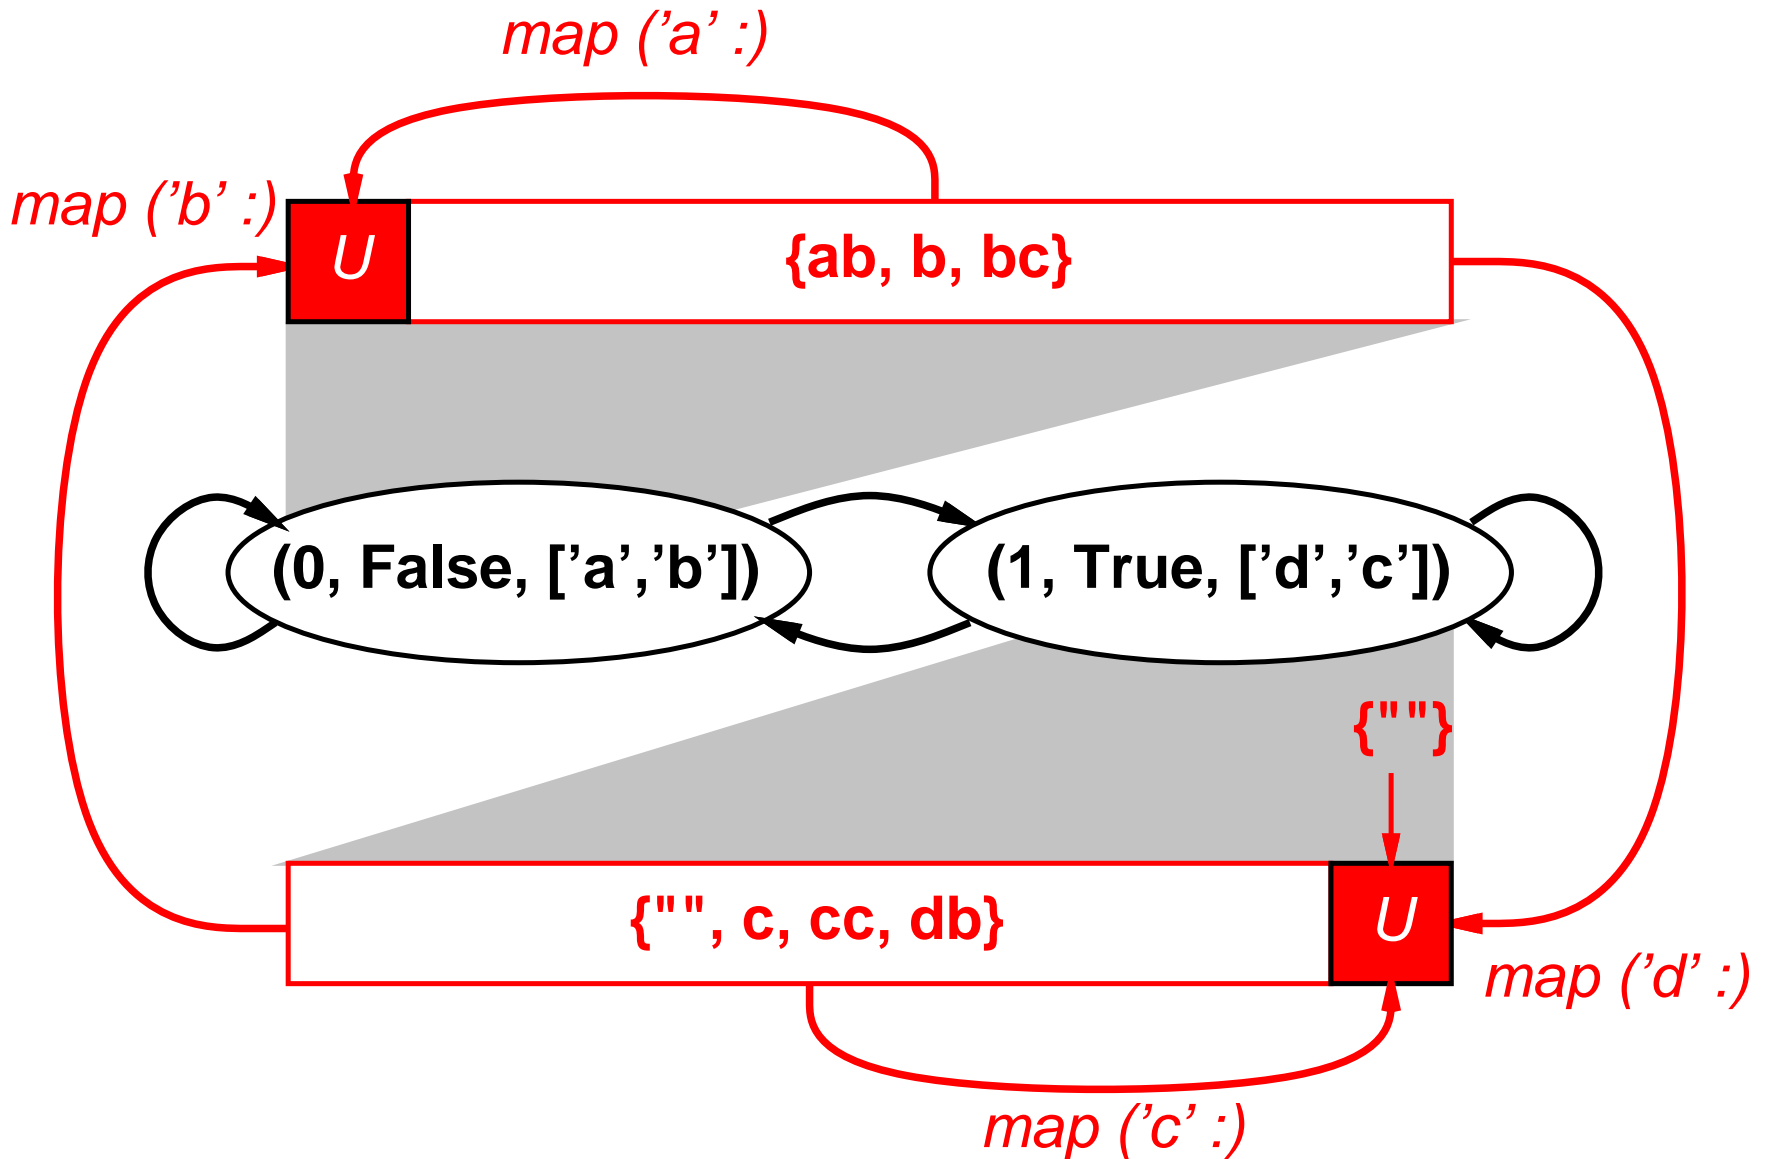 map (’a’ :)
map (’b’ :)
U
{ab, b, bc}
(0, False, [’a’,’b’])
(1, True, [’d’,’c’])
{""}
{"", c, cc, db}
U
map (’d’ :)
map (’c’ :)